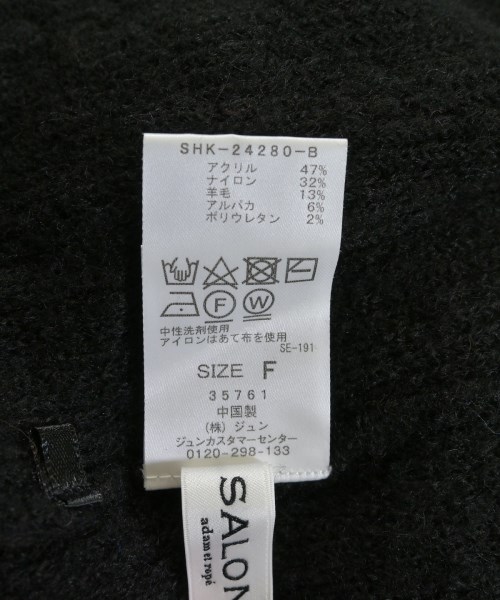 SHK-24280-B
アクリル 47%
ナイロン 32%
羊毛 13%
アルパカ 6%
ポリウレタン 2%
F W
中性洗剤使用
アイロンはあて布を使用
SE-191
SIZE F
35761
中国製
(株) ジュン
ジュンカスタマーセンター
0120-298-133
SALON
adam et ropé